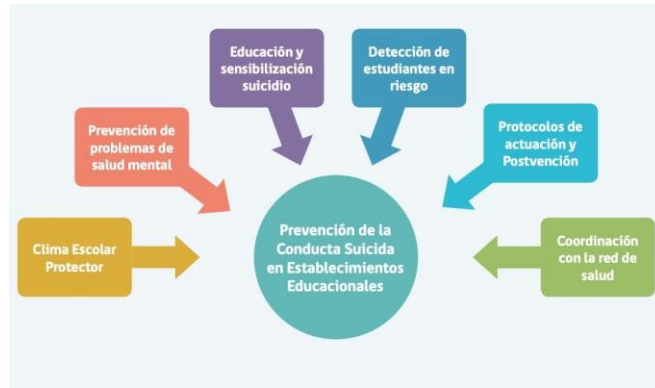 Educación y
sensibilización
suicidio
Detección de
estudiantes en
riesgo
Prevención de
problemas de
salud mental
Protocolos de
actuación y
Postvención
Clima Escolar
Protector
Prevención de la
Conducta Suicida
en Establecimientos
Educacionales
Coordinación
con la red de
salud